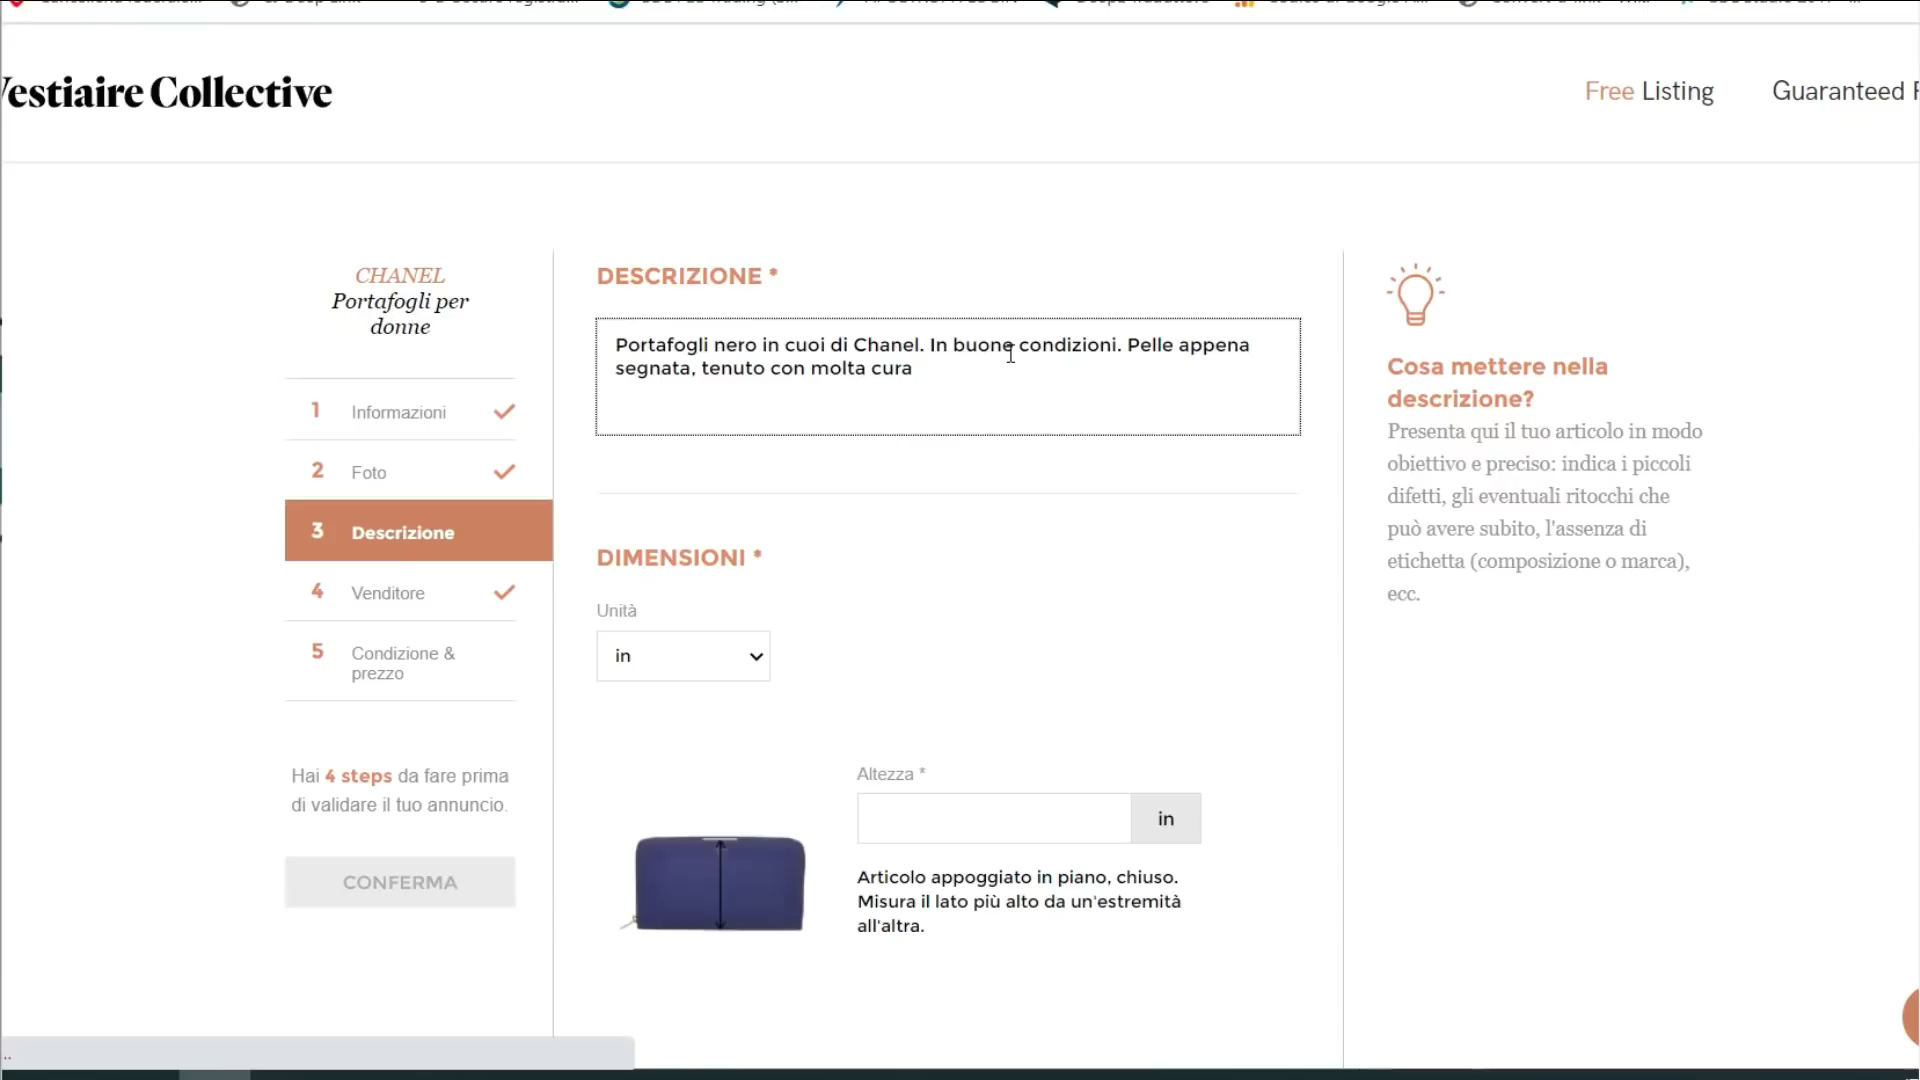 Vestiaire Collective
Free Listing
Guaranteed
CHANEL
Portafogli per
donne
1 Informazioni
2 Foto
3 Descrizione
4 Venditore
5 Condizione &
prezzo
Hai 4 steps da fare prima
di validare il tuo annuncio.
CONFERMA
DESCRIZIONE *
Portafogli nero in cuoi di Chanel. In buone condizioni. Pelle appena
segnata, tenuto con molta cura
DIMENSIONI *
Unità
in
Altezza *
in
Articolo appoggiato in piano, chiuso.
Misura il lato più alto da un'estremità
all'altra.
Cosa mettere nella
descrizione?
Presenta qui il tuo articolo in modo
obiettivo e preciso: indica i piccoli
difetti, gli eventuali ritocchi che
può avere subito, l'assenza di
etichetta (composizione o marca),
ecc.
..